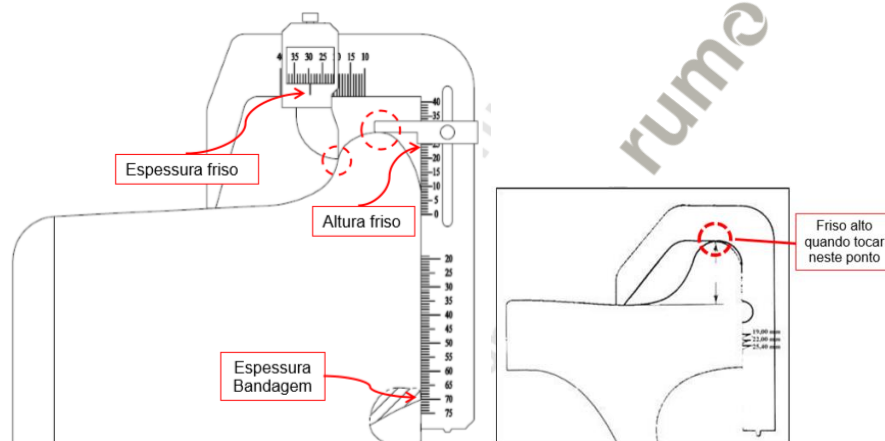 rumo
35 30 25
15 10
Espessura friso
Altura friso
40
35
25
20
15
10
5
0
20
25
30
35
40
45
50
55
60
65
70
75
Espessura
Bandagem
Friso alto
quando tocar
neste ponto
19,00 mm
22,00 mm
25,40 mm